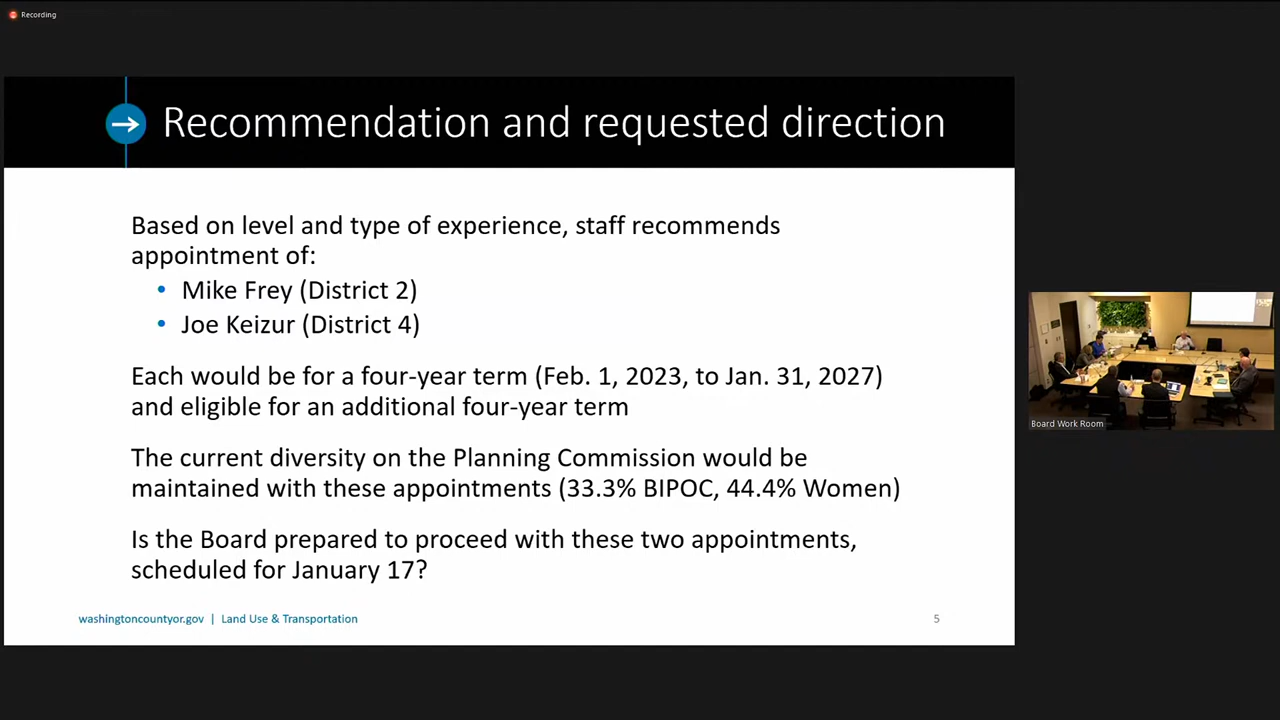 Recording
Recommendation and requested direction
Based on level and type of experience, staff recommends
appointment of:
• Mike Frey (District 2)
• Joe Keizur (District 4)
Each would be for a four-year term (Feb. 1, 2023, to Jan. 31, 2027)
and eligible for an additional four-year term
The current diversity on the Planning Commission would be
maintained with these appointments (33.3% BIPOC, 44.4% Women)
Is the Board prepared to proceed with these two appointments,
scheduled for January 17?
washingtoncountyor.gov | Land Use & Transportation
5
Board Work Room